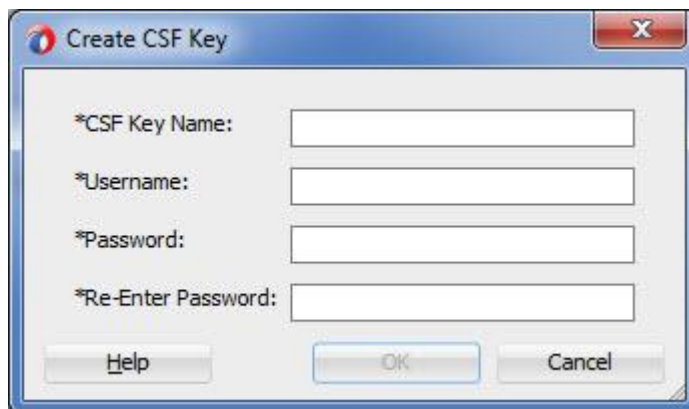 Create CSF Key
*CSF Key Name:
*Username:
*Password:
*Re-Enter Password:
Help OK Cancel